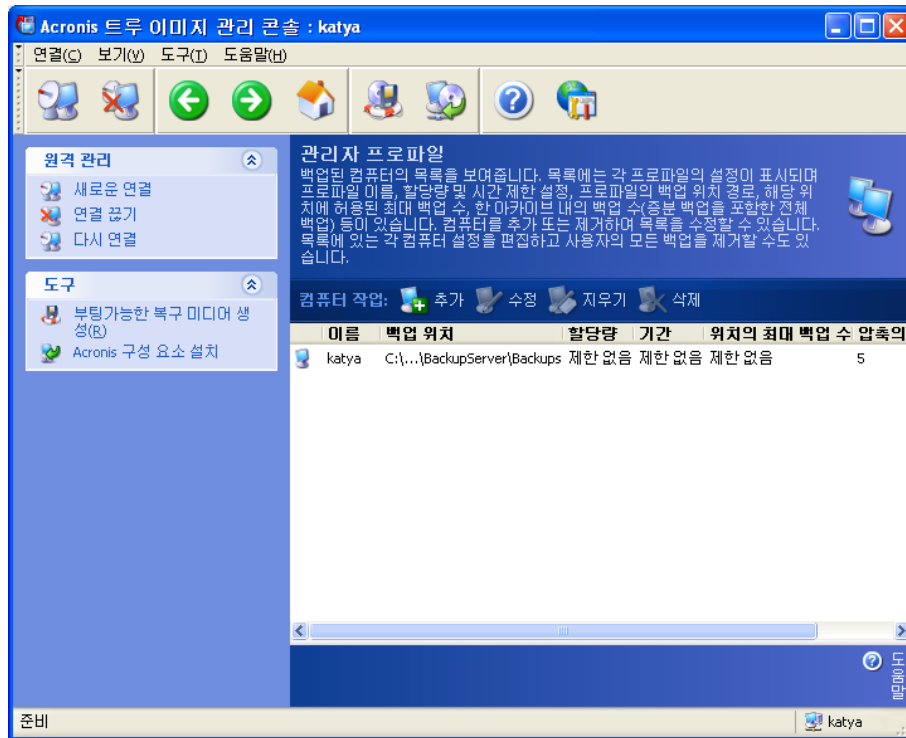 Acronis 트루 이미지 관리 콘솔 : katya
연결(C) 보기(V) 도구(T) 도움말(H)
원격 관리
새로운 연결
연결 끊기
다시 연결
도구
부팅가능한 복구 미디어 생
성(R)
Acronis 구성 요소 설치
관리자 프로파일
백업된 컴퓨터의 목록을 보여줍니다. 목록에는 각 프로파일의 설정이 표시되며
프로파일 이름, 할당량 및 시간 제한 설정, 프로파일의 백업 위치 경로, 해당 위
치에 허용된 최대 백업 수, 한 아카이브 내의 백업 수(증분 백업을 포함한 전체
백업) 등이 있습니다. 컴퓨터를 추가 또는 제거하여 목록을 수정할 수 있습니다.
목록에 있는 각 컴퓨터 설정을 편집하고 사용자의 모든 백업을 제거할 수도 있
습니다.
컴퓨터 작업: 추가 수정 지우기 삭제
이름 백업 위치 할당량 기간 위치의 최대 백업 수 압축의
katya C:\...\BackupServer\Backups 제한 없음 제한 없음 제한 없음 5
도움말
준비 katya